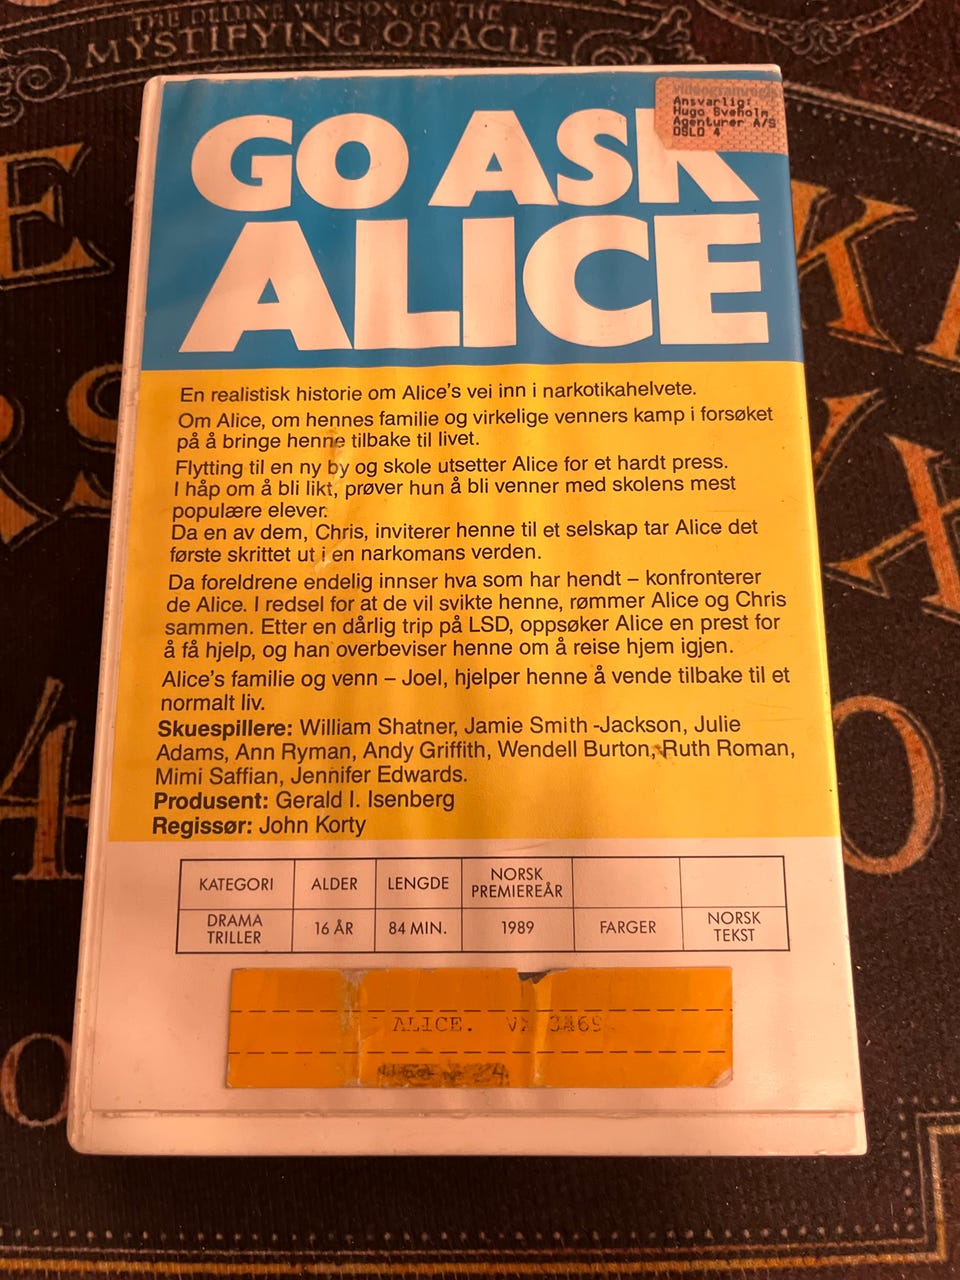 THE DELUXE VERSION OF THE
MYSTIFYING ORACLE
GO ASK
ALICE
Ansvarlig:
Hugo Sveholm
Agenturer A/S
OSLO 4
En realistisk historie om Alice's vei inn i narkotikahelvete.
Om Alice, om hennes familie og virkelige venners kamp i forsøket
på å bringe henne tilbake til livet.
Flytting til en ny by og skole utsetter Alice for et hardt press.
I håp om å bli likt, prøver hun å bli venner med skolens mest
populære elever.
Da en av dem, Chris, inviterer henne til et selskap tar Alice det
første skrittet ut i en narkomans verden.
Da foreldrene endelig innser hva som har hendt – konfronterer
de Alice. I redsel for at de vil svikte henne, rømmer Alice og Chris
sammen. Etter en dårlig trip på LSD, oppsøker Alice en prest for
å få hjelp, og han overbeviser henne om å reise hjem igjen.
Alice's familie og venn – Joel, hjelper henne å vende tilbake til et
normalt liv.
Skuespillere: William Shatner, Jamie Smith-Jackson, Julie
Adams, Ann Ryman, Andy Griffith, Wendell Burton, Ruth Roman,
Mimi Saffian, Jennifer Edwards.
Produsent: Gerald I. Isenberg
Regissør: John Korty
KATEGORI ALDER LENGDE NORSK PREMIEREÅR
DRAMA TRILLER 16 ÅR 84 MIN. 1989 FARGER NORSK TEKST
ALICE. 3469